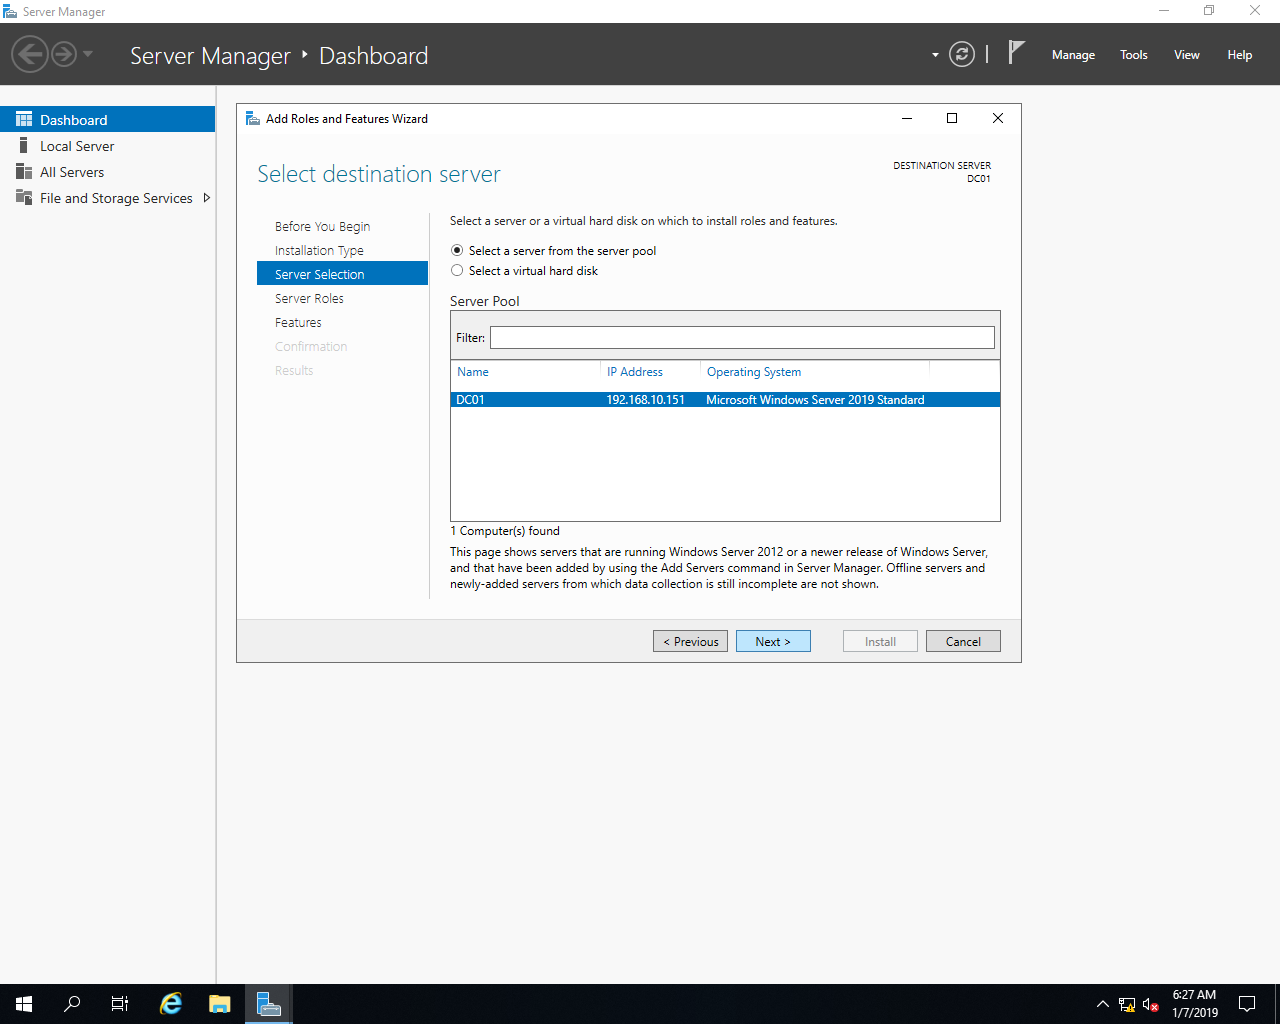 Server Manager
Server Manager ‣ Dashboard
Manage
Tools
View
Help
Dashboard
Local Server
All Servers
File and Storage Services
Add Roles and Features Wizard
Select destination server
DESTINATION SERVER
DC01
Before You Begin
Installation Type
Server Selection
Server Roles
Features
Confirmation
Results
Select a server or a virtual hard disk on which to install roles and features.
Select a server from the server pool
Select a virtual hard disk
Server Pool
Filter:
Name IP Address Operating System
DC01 192.168.10.151 Microsoft Windows Server 2019 Standard
1 Computer(s) found
This page shows servers that are running Windows Server 2012 or a newer release of Windows Server,
and that have been added by using the Add Servers command in Server Manager. Offline servers and
newly-added servers from which data collection is still incomplete are not shown.
< Previous
Next >
Install
Cancel
6:27 AM
1/7/2019